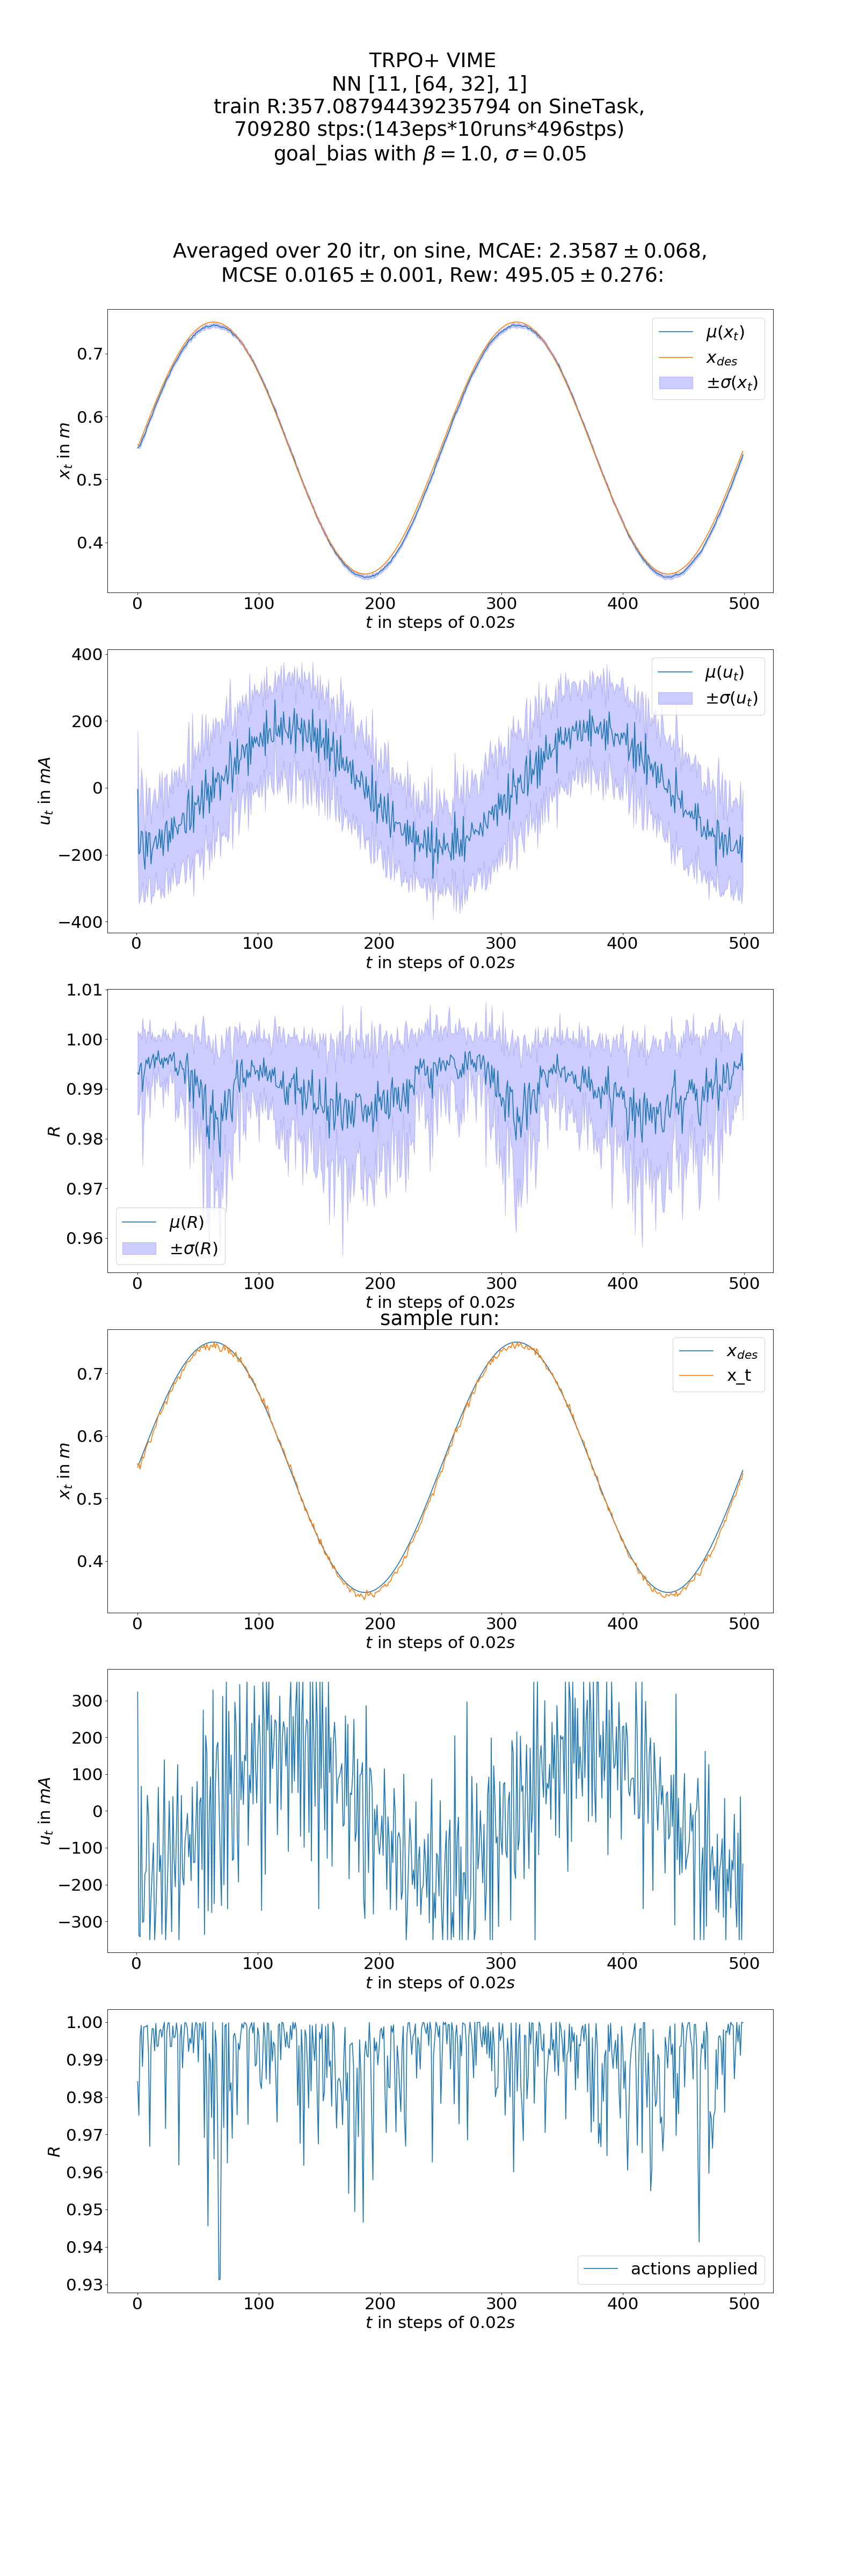 TRPO+ VIME
NN [11, [64, 32], 1]
train R:357.08794439235794 on SineTask,
709280 stps:(143eps*10runs*496stps)
goal_bias with β = 1.0, σ = 0.05
Averaged over 20 itr, on sine, MCAE: 2.3587 ± 0.068,
MCSE 0.0165 ± 0.001, Rew: 495.05 ± 0.276:
μ(x_t)
x_des
±σ(x_t)
0.7
0.6
0.5
0.4
x_t in m
0 100 200 300 400 500
t in steps of 0.02s
μ(u_t)
±σ(u_t)
400
200
0
−200
−400
u_t in mA
0 100 200 300 400 500
t in steps of 0.02s
1.01
1.00
0.99
0.98
0.97
0.96
R
μ(R)
±σ(R)
0 100 200 300 400 500
t in steps of 0.02s
sample run:
x_des
x_t
0.7
0.6
0.5
0.4
x_t in m
0 100 200 300 400 500
t in steps of 0.02s
300
200
100
0
−100
−200
−300
u_t in mA
0 100 200 300 400 500
t in steps of 0.02s
1.00
0.99
0.98
0.97
0.96
0.95
0.94
0.93
R
actions applied
0 100 200 300 400 500
t in steps of 0.02s